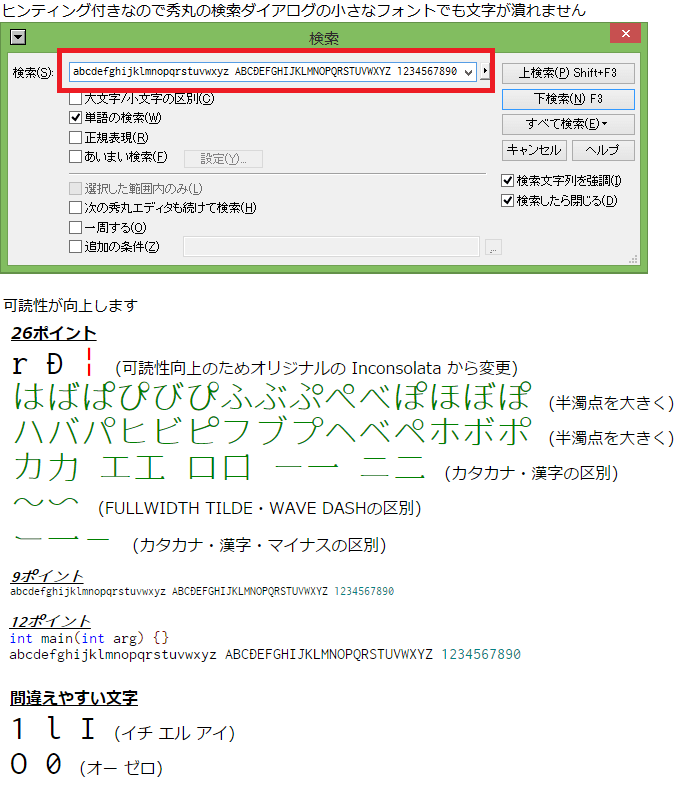 ヒンティング付きなので秀丸の検索ダイアログの小さなフォントでも文字が潰れません
検索
検索(S):
abcdefghijklmnopqrstuvwxyz ABCĐEFGHIJKLMNOPQRSTUVWXYZ 1234567890
上検索(P) Shift+F3
大文字/小文字の区別(C)
下検索(N) F3
単語の検索(W)
すべて検索(E)
正規表現(R)
キャンセル
ヘルプ
あいまい検索(F)
設定(Y)...
検索文字列を強調(I)
選択した範囲内のみ(L)
検索したら閉じる(D)
次の秀丸エディタも続けて検索(H)
一周する(O)
追加の条件(Z)
...
可読性が向上します
26ポイント
r Đ ¦ (可読性向上のためオリジナルの Inconsolata から変更)
はばぱぴびぴふぶぷぺべぽほぼぽ (半濁点を大きく)
ハバパヒビピフブプヘベペホボポ (半濁点を大きく)
カ力 エ工 ロ口 ー一 ニ二 (カタカナ・漢字の区別)
～〜 (FULLWIDTH TILDE・WAVE DASHの区別)
ー一－ (カタカナ・漢字・マイナスの区別)
9ポイント
abcdefghijklmnopqrstuvwxyz ABCĐEFGHIJKLMNOPQRSTUVWXYZ 1234567890
12ポイント
int main(int arg) {}
abcdefghijklmnopqrstuvwxyz ABCĐEFGHIJKLMNOPQRSTUVWXYZ 1234567890
間違えやすい文字
1 l I (イチ エル アイ)
O 0 (オー ゼロ)